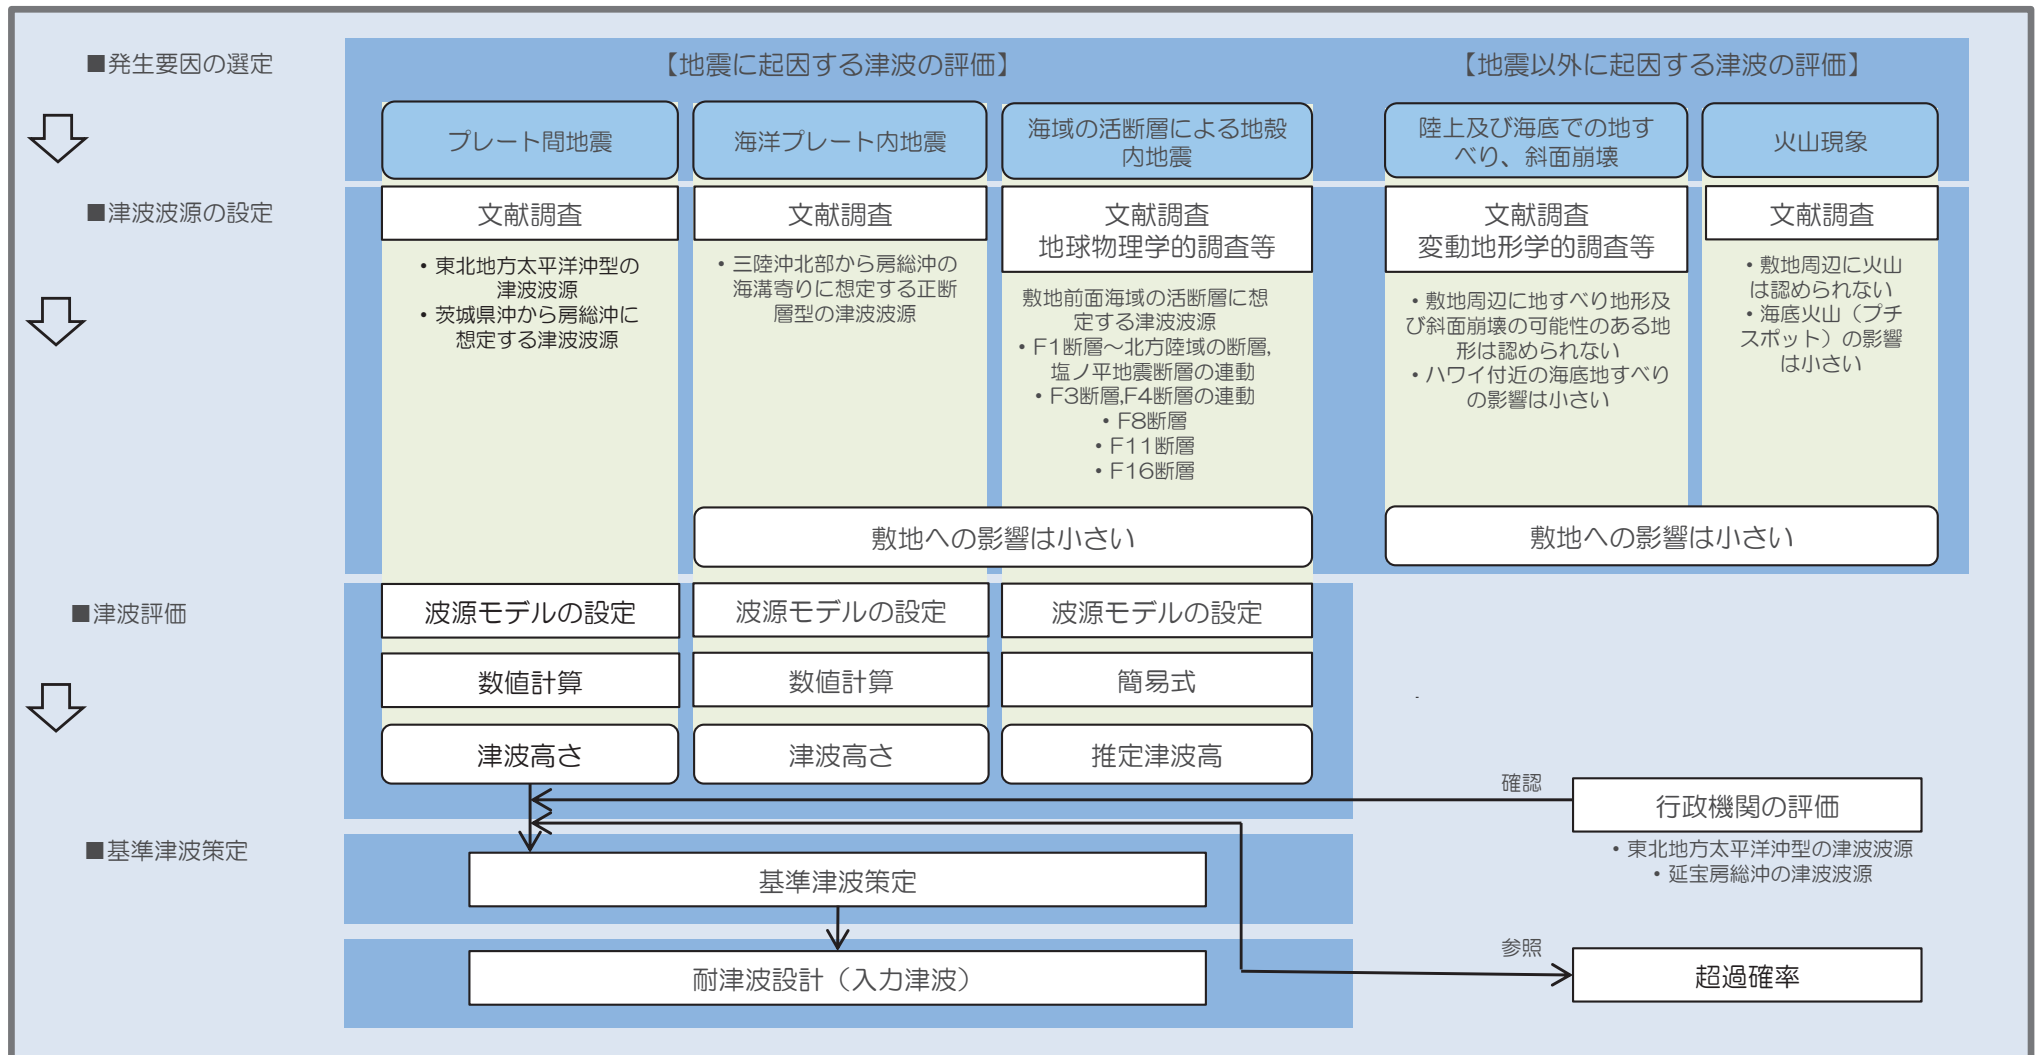 ■発生要因の選定
【地震に起因する津波の評価】
【地震以外に起因する津波の評価】
プレート間地震
海洋プレート内地震
海域の活断層による地殻
内地震
陸上及び海底での地す
べり、斜面崩壊
火山現象
■津波波源の設定
文献調査
・東北地方太平洋沖型の
津波波源
・茨城県沖から房総沖に
想定する津波波源
文献調査
・三陸沖北部から房総沖の
海溝寄りに想定する正断
層型の津波波源
文献調査
地球物理学的調査等
敷地前面海域の活断層に想
定する津波波源
・F1断層～北方陸域の断層,
塩ノ平地震断層の連動
・F3断層,F4断層の連動
・F8断層
・F11断層
・F16断層
敷地への影響は小さい
文献調査
変動地形学的調査等
・敷地周辺に地すべり地形及
び斜面崩壊の可能性のある地
形は認められない
・ハワイ付近の海底地すべり
の影響は小さい
文献調査
・敷地周辺に火山
は認められない
・海底火山（プチ
スポット）の影響
は小さい
敷地への影響は小さい
■津波評価
波源モデルの設定
波源モデルの設定
波源モデルの設定
数値計算
数値計算
簡易式
津波高さ
津波高さ
推定津波高
確認
行政機関の評価
・東北地方太平洋沖型の津波波源
・延宝房総沖の津波波源
■基準津波策定
基準津波策定
耐津波設計（入力津波）
参照
超過確率